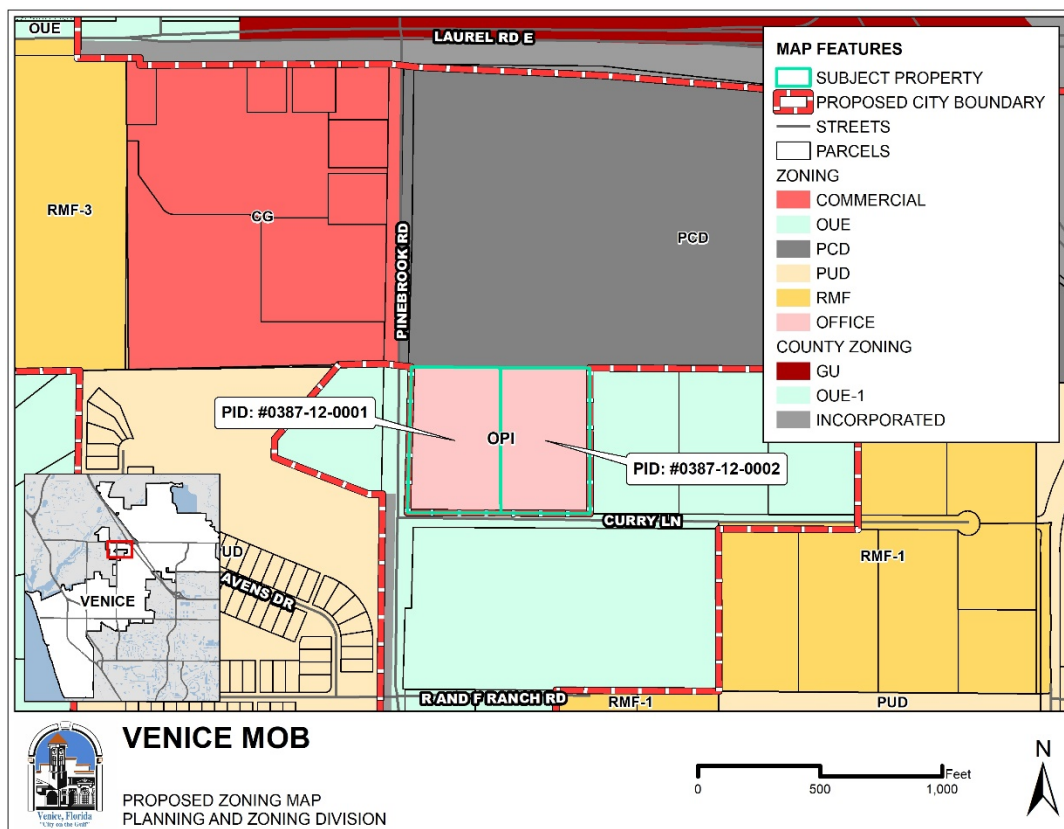 OUE
LAUREL RD E
MAP FEATURES
SUBJECT PROPERTY
PROPOSED CITY BOUNDARY
STREETS
PARCELS
ZONING
COMMERCIAL
OUE
PCD
PUD
RMF
OFFICE
COUNTY ZONING
GU
OUE-1
INCORPORATED
RMF-3
CG
PINEBROOK RD
PCD
PID: #0387-12-0001
OPI
PID: #0387-12-0002
CURRY LN
RMF-1
UD
VENICE
AVENS DR
R AND F RANCH RD
RMF-1
PUD
VENICE MOB
PROPOSED ZONING MAP
PLANNING AND ZONING DIVISION
Venice, Florida
"City on the Gulf"
Feet
0 500 1,000
N